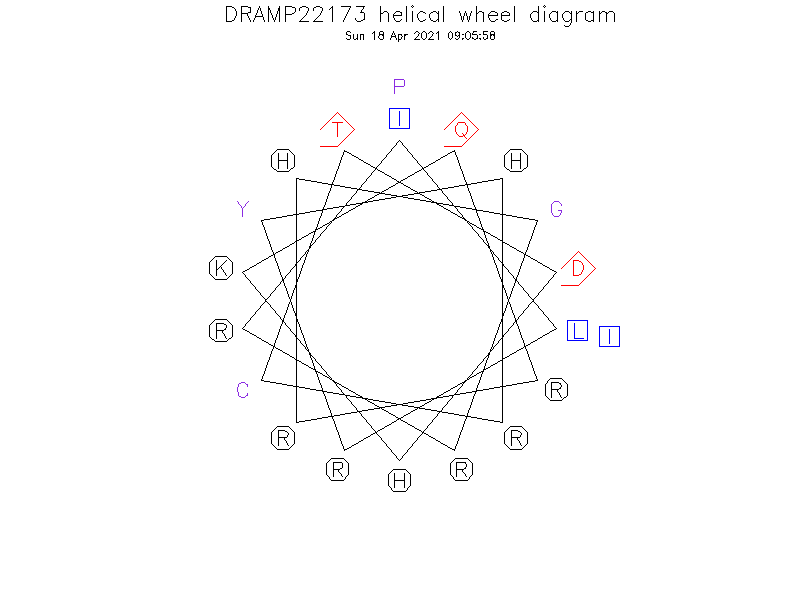 DRAMP22173 helical wheel diagram
Sun 18 Apr 2021 09:05:58
P
T I Q
H H
Y G
K D
R L I
C R
R R
R R
H